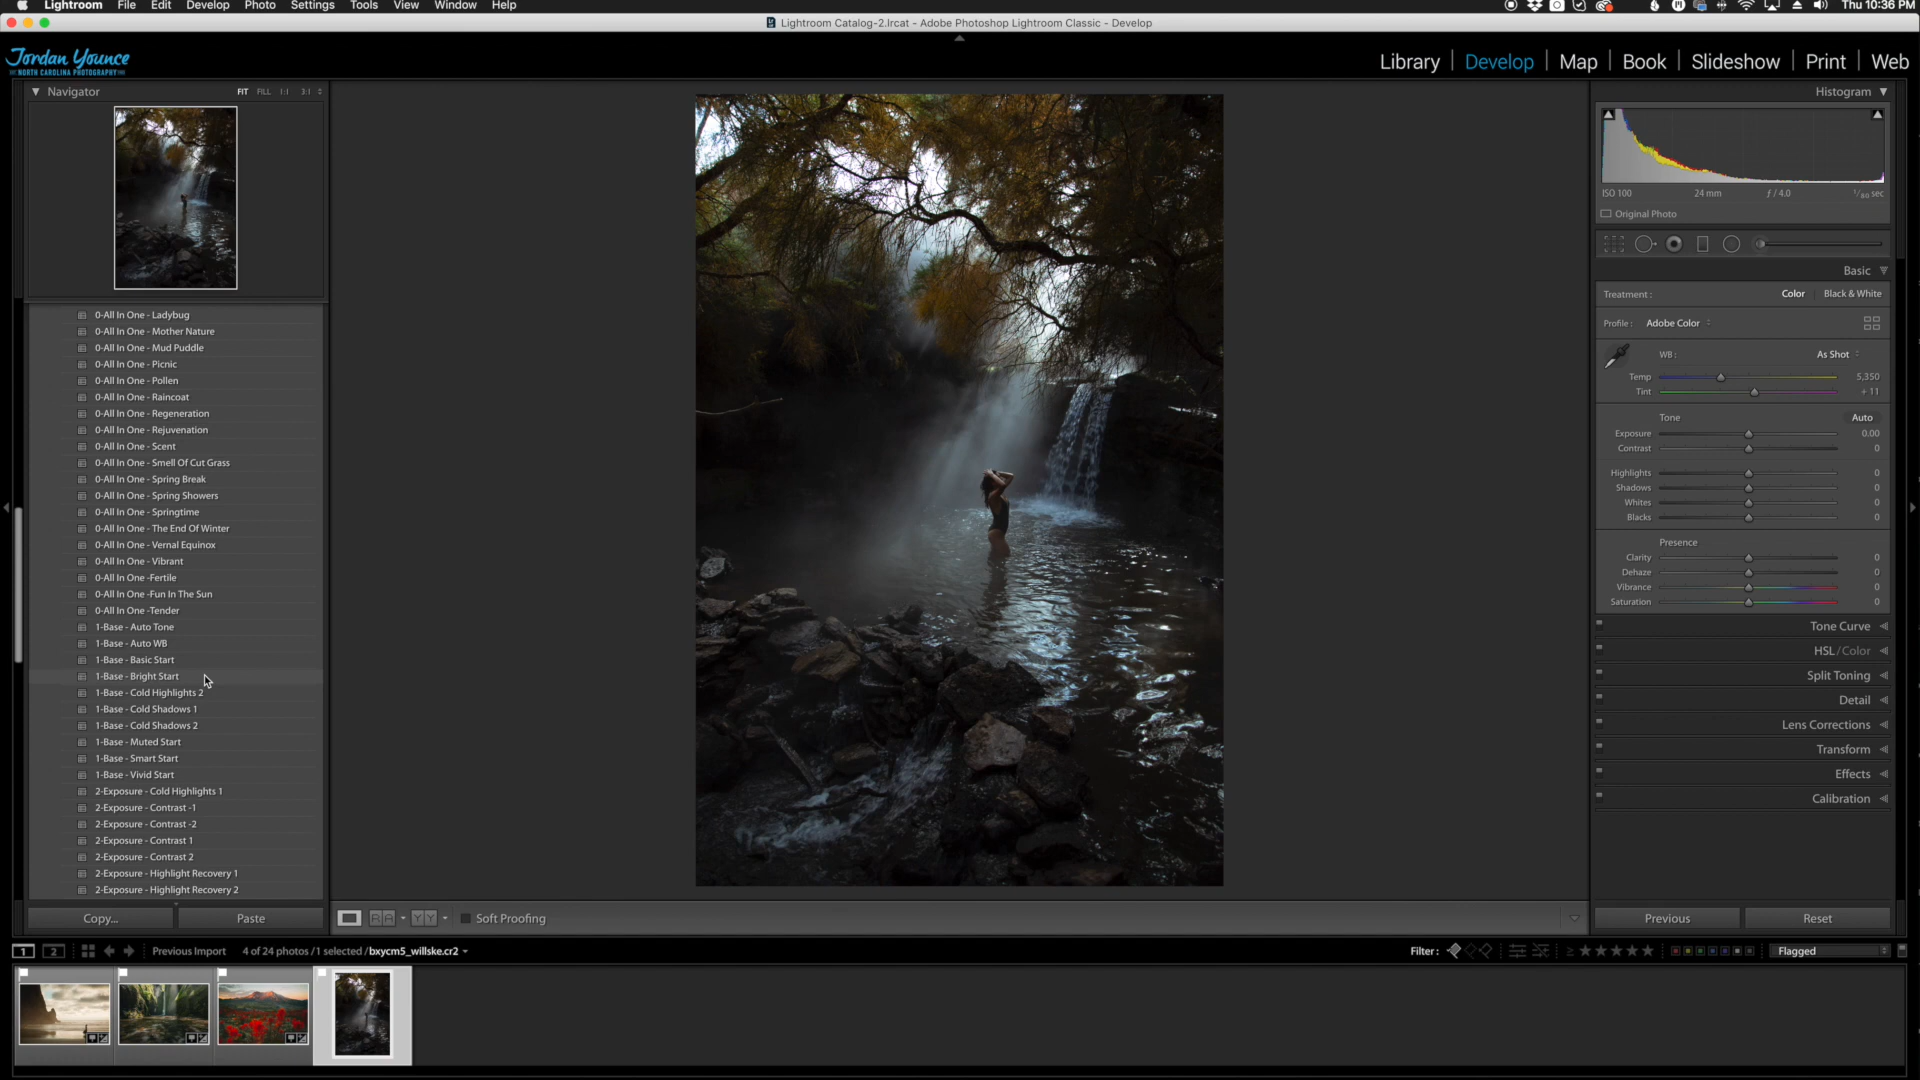 Lightroom File Edit Develop Photo Settings Tools View Window Help Thu 10:36 PM
Lightroom Catalog-2.lrcat - Adobe Photoshop Lightroom Classic - Develop
Jordan Younce
NORTH CAROLINA PHOTOGRAPHY
Library | Develop | Map | Book | Slideshow | Print | Web
Navigator FIT FILL 1:1 3:1
0-All In One - Ladybug
0-All In One - Mother Nature
0-All In One - Mud Puddle
0-All In One - Picnic
0-All In One - Pollen
0-All In One - Raincoat
0-All In One - Regeneration
0-All In One - Rejuvenation
0-All In One - Scent
0-All In One - Smell Of Cut Grass
0-All In One - Spring Break
0-All In One - Spring Showers
0-All In One - Springtime
0-All In One - The End Of Winter
0-All In One - Vernal Equinox
0-All In One - Vibrant
0-All In One -Fertile
0-All In One -Fun In The Sun
0-All In One -Tender
1-Base - Auto Tone
1-Base - Auto WB
1-Base - Basic Start
1-Base - Bright Start
1-Base - Cold Highlights 2
1-Base - Cold Shadows 1
1-Base - Cold Shadows 2
1-Base - Muted Start
1-Base - Smart Start
1-Base - Vivid Start
2-Exposure - Cold Highlights 1
2-Exposure - Contrast -1
2-Exposure - Contrast -2
2-Exposure - Contrast 1
2-Exposure - Contrast 2
2-Exposure - Highlight Recovery 1
2-Exposure - Highlight Recovery 2
Copy... Paste
Soft Proofing
Histogram
ISO 100 24 mm ƒ / 4.0 1/80 sec
Original Photo
Basic
Treatment : Color Black & White
Profile : Adobe Color
WB : As Shot
Temp 5,350
Tint + 11
Tone Auto
Exposure 0.00
Contrast 0
Highlights 0
Shadows 0
Whites 0
Blacks 0
Presence
Clarity 0
Dehaze 0
Vibrance 0
Saturation 0
Tone Curve
HSL / Color
Split Toning
Detail
Lens Corrections
Transform
Effects
Calibration
Previous Reset
1 2 Previous Import 4 of 24 photos /1 selected /bxycm5_willske.cr2 Filter : Flagged